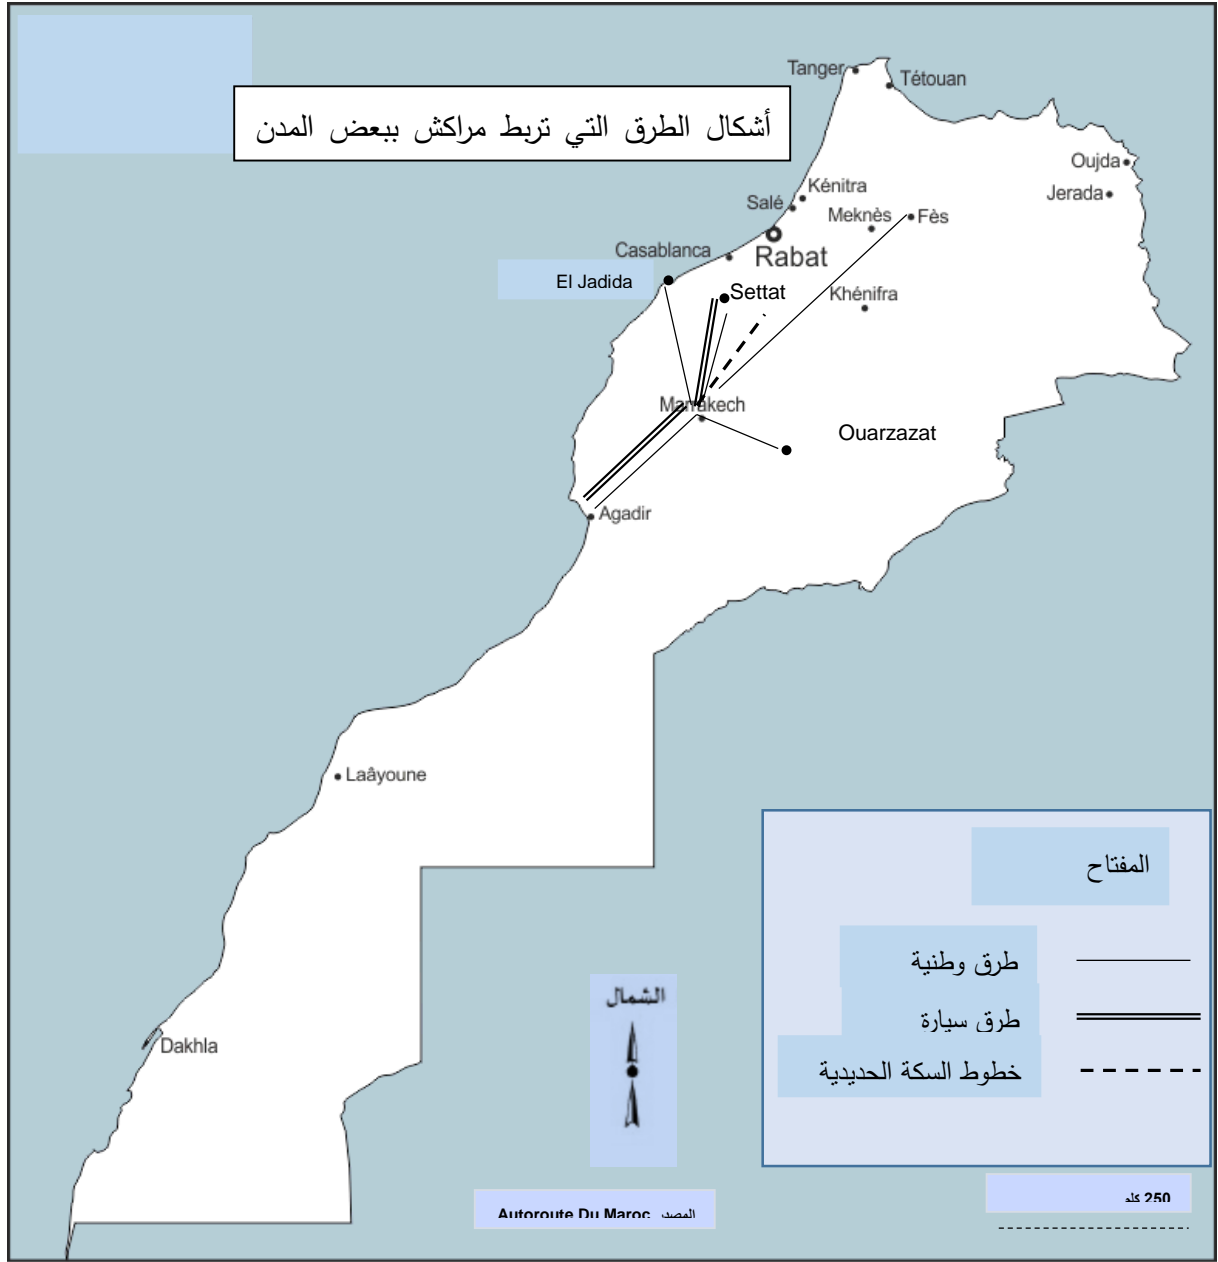 أشكال الطرق التي تربط مراكش ببعض المدن
Tanger
Tétouan
Oujda
Jerada
Kénitra
Salé
Meknès
Fès
Rabat
Casablanca
El Jadida
Settat
Khénifra
Marrakech
Ouarzazat
Agadir
Laâyoune
Dakhla
المفتاح
طرق وطنية
طرق سيارة
خطوط السكة الحديدية
الشمال
المصدر Autoroute Du Maroc
250 كلم